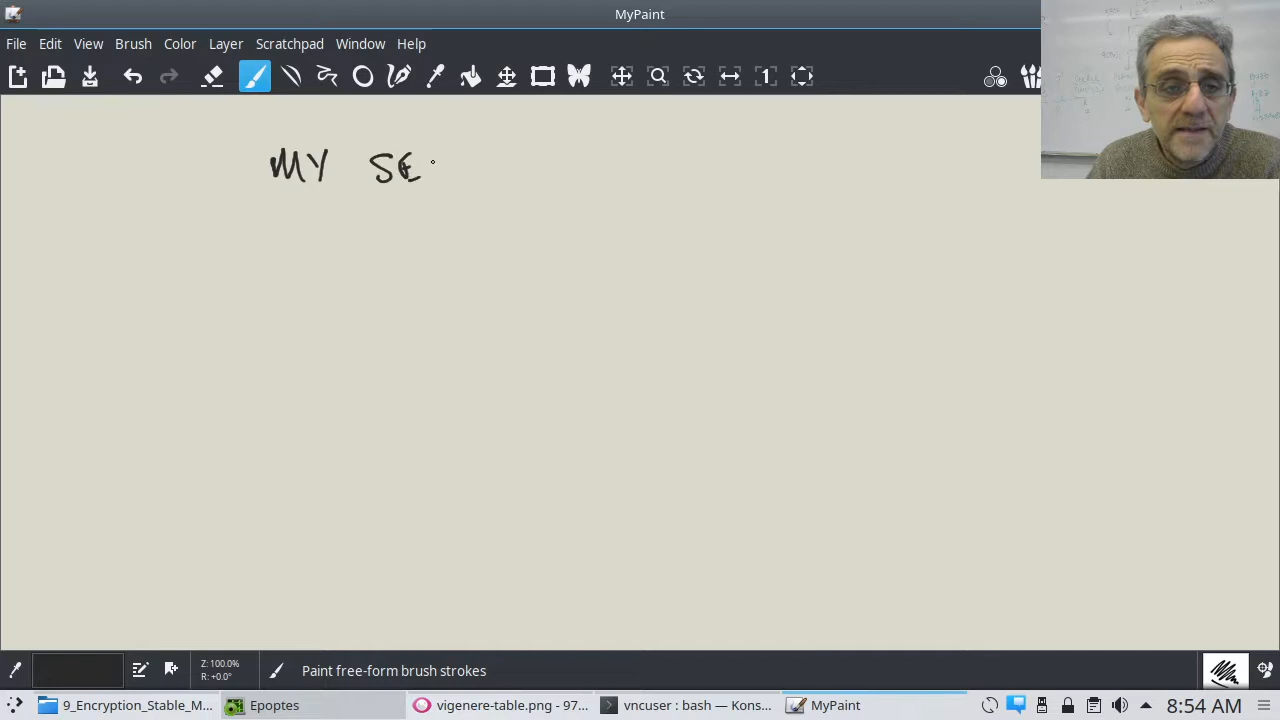 MyPaint
File Edit View Brush Color Layer Scratchpad Window Help
MY SE
Z: 100.0%
R: +0.0°
Paint free-form brush strokes
9_Encryption_Stable_M... Epoptes vigenere-table.png - 97... vncuser : bash — Kons... MyPaint 8:54 AM